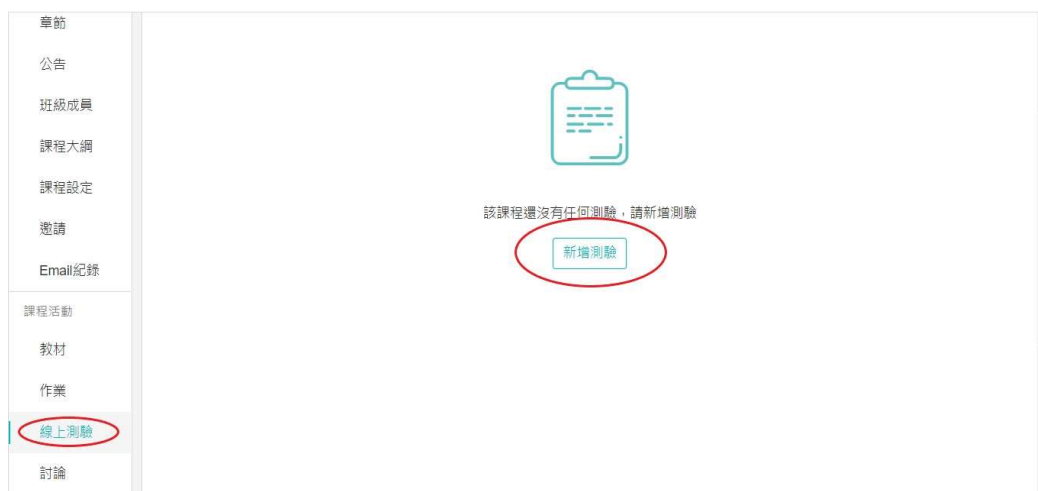 章節
公告
班級成員
課程大綱
課程設定
邀請
Email紀錄
課程活動
教材
作業
線上測驗
討論
該課程還沒有任何測驗，請新增測驗
新增測驗